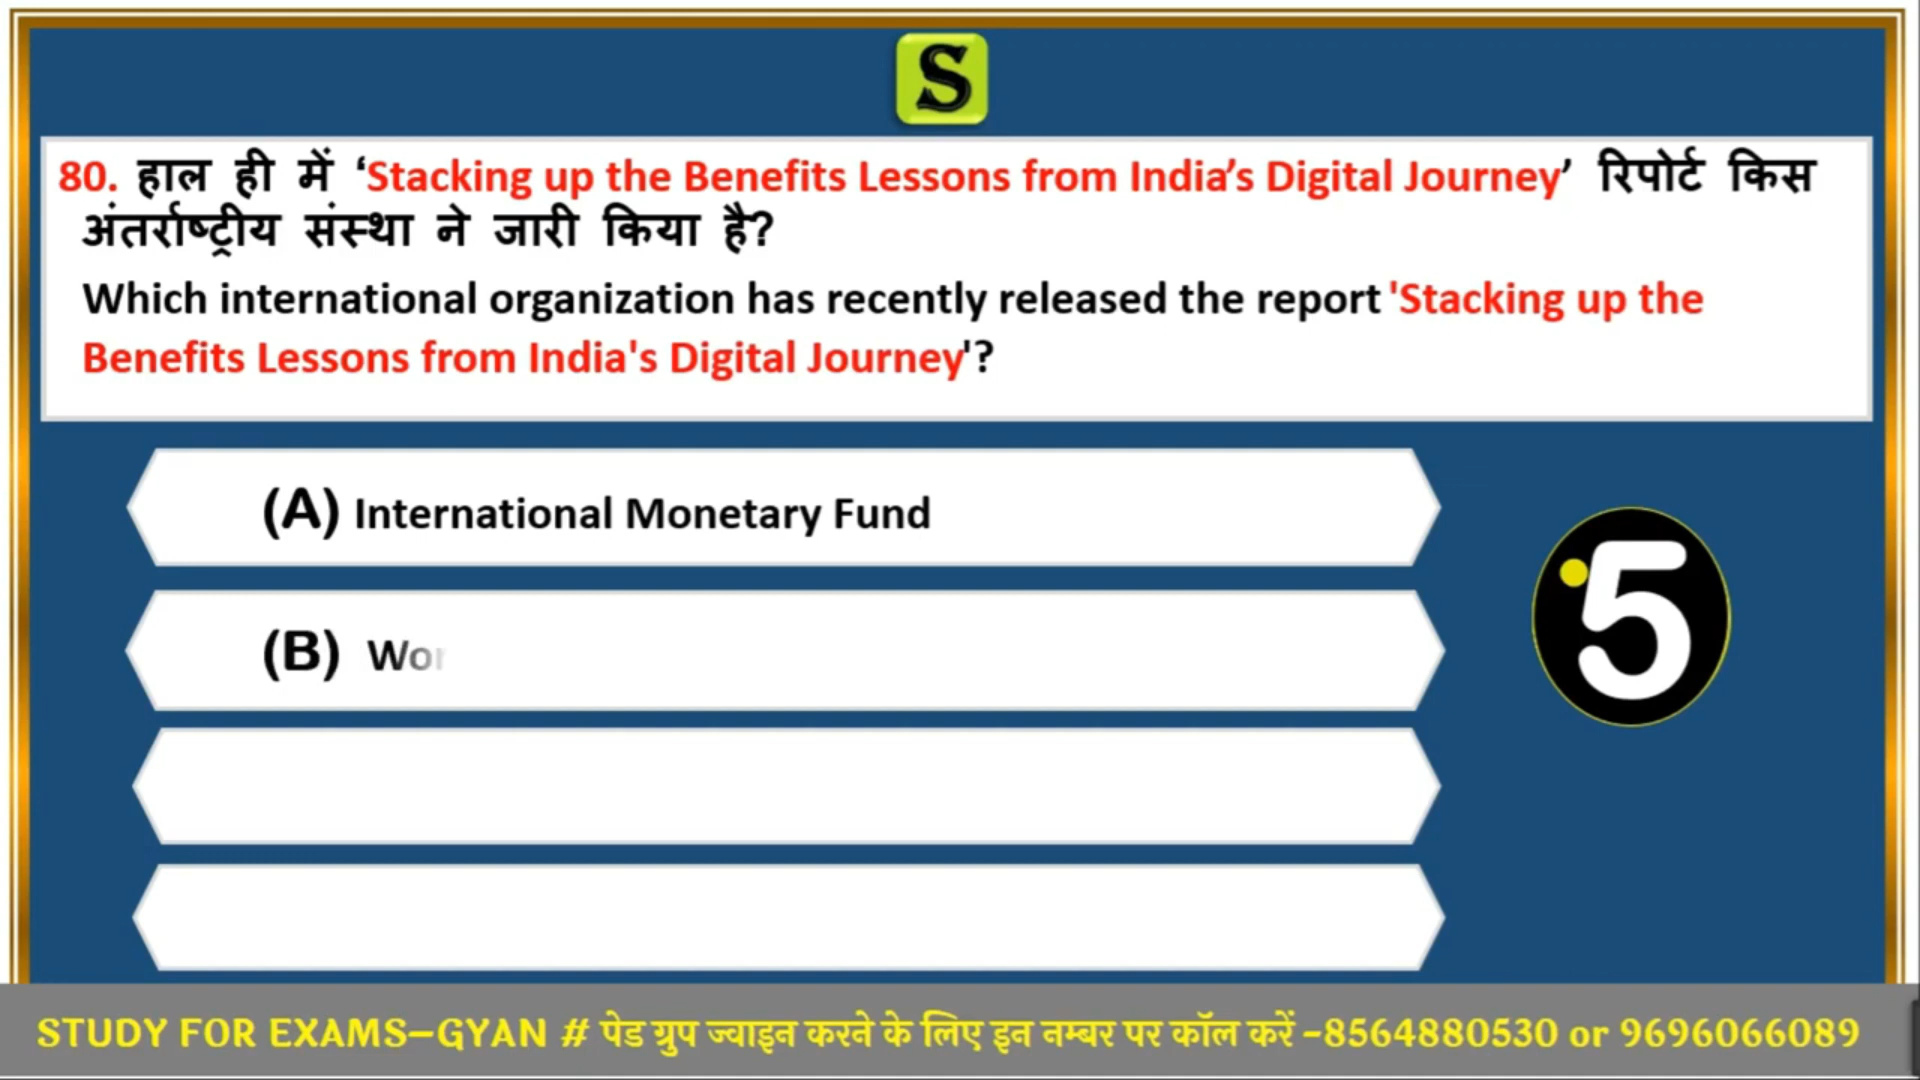 S
80. हाल ही में ‘Stacking up the Benefits Lessons from India’s Digital Journey’ रिपोर्ट किस
अंतर्राष्ट्रीय संस्था ने जारी किया है?
Which international organization has recently released the report 'Stacking up the
Benefits Lessons from India's Digital Journey'?
(A) International Monetary Fund
(B) Wor
5
STUDY FOR EXAMS–GYAN # पेड ग्रुप ज्वाइन करने के लिए इन नम्बर पर कॉल करें –8564880530 or 9696066089